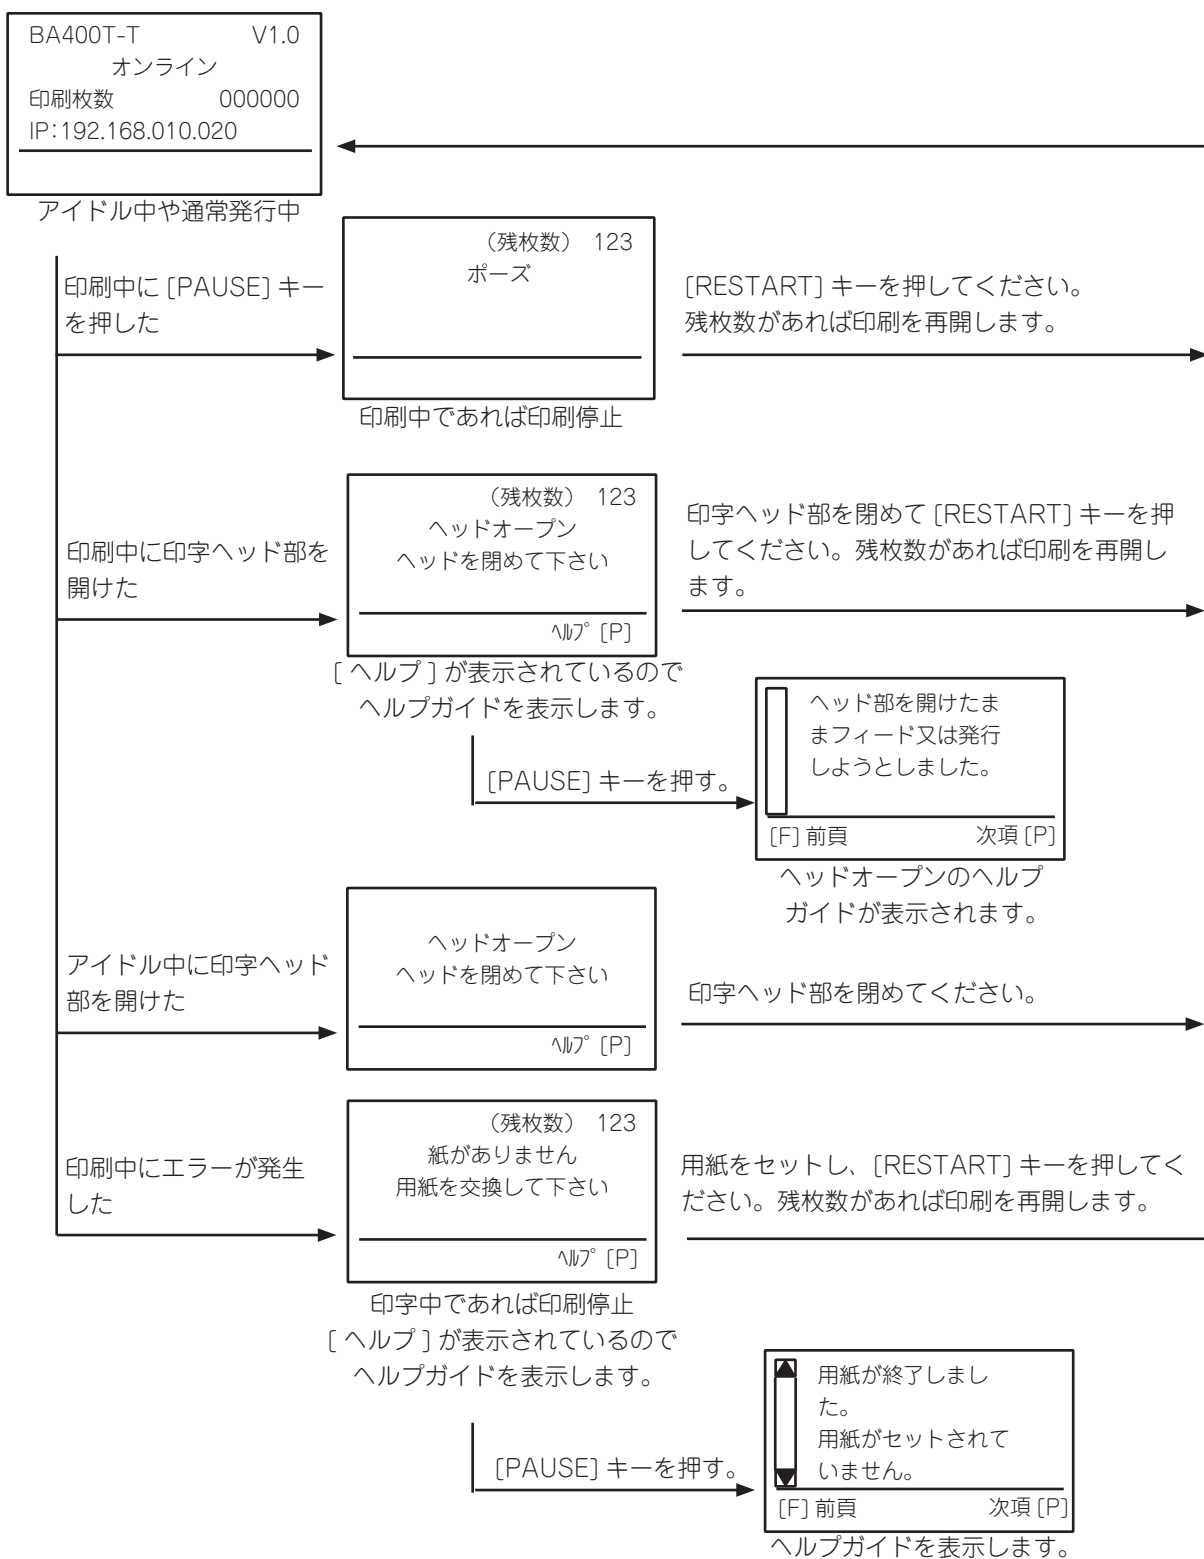 BA400T-T V1.0
オンライン
印刷枚数 000000
IP:192.168.010.020
アイドル中や通常発行中
印刷中に [PAUSE] キー
を押した
(残枚数) 123
ポーズ
印刷中であれば印刷停止
[RESTART] キーを押してください。
残枚数があれば印刷を再開します。
印刷中に印字ヘッド部を
開けた
(残枚数) 123
ヘッドオープン
ヘッドを閉めて下さい
ﾍﾙﾌﾟ [P]
[ ヘルプ ] が表示されているので
ヘルプガイドを表示します。
印字ヘッド部を閉めて [RESTART] キーを押
してください。残枚数があれば印刷を再開し
ます。
[PAUSE] キーを押す。
ヘッド部を開けたま
まフィード又は発行
しようとしました。
[F] 前頁 次項 [P]
ヘッドオープンのヘルプ
ガイドが表示されます。
アイドル中に印字ヘッド
部を開けた
ヘッドオープン
ヘッドを閉めて下さい
ﾍﾙﾌﾟ [P]
印字ヘッド部を閉めてください。
印刷中にエラーが発生
した
(残枚数) 123
紙がありません
用紙を交換して下さい
ﾍﾙﾌﾟ [P]
印字中であれば印刷停止
[ ヘルプ ] が表示されているので
ヘルプガイドを表示します。
用紙をセットし、[RESTART] キーを押してく
ださい。残枚数があれば印刷を再開します。
[PAUSE] キーを押す。
用紙が終了しまし
た。
用紙がセットされて
いません。
[F] 前頁 次項 [P]
ヘルプガイドを表示します。